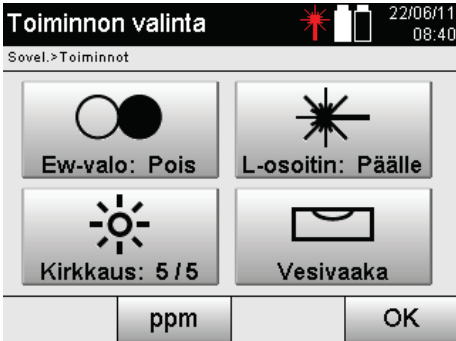 Toiminnon valinta
22/06/11
08:40
Sovel.>Toiminnot
Ew-valo: Pois
L-osoitin: Päälle
Kirkkaus: 5/5
Vesivaaka
ppm
OK